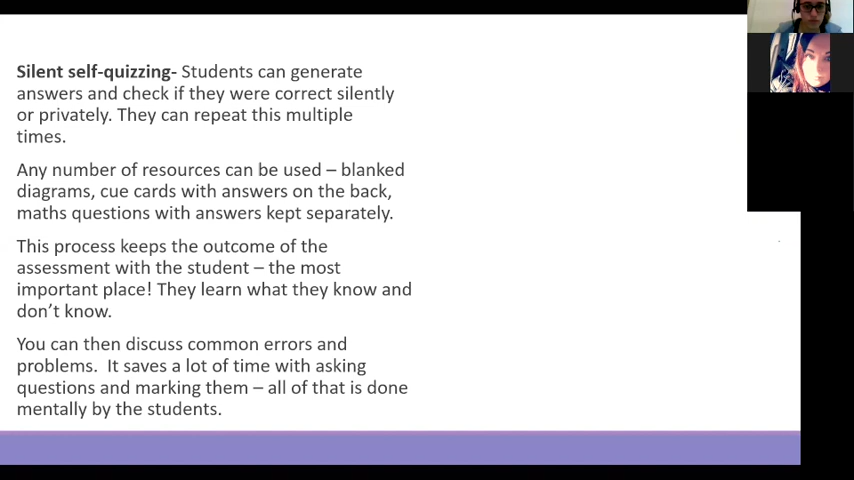 Silent self-quizzing- Students can generate
answers and check if they were correct silently
or privately. They can repeat this multiple
times.
Any number of resources can be used – blanked
diagrams, cue cards with answers on the back,
maths questions with answers kept separately.
This process keeps the outcome of the
assessment with the student – the most
important place! They learn what they know and
don’t know.
You can then discuss common errors and
problems.  It saves a lot of time with asking
questions and marking them – all of that is done
mentally by the students.